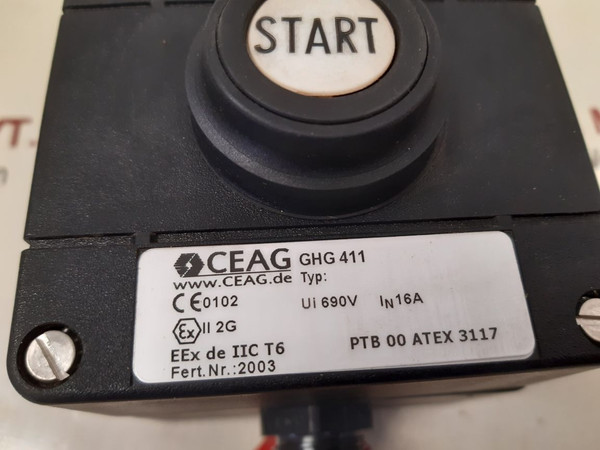 START
CEAG GHG 411
www.CEAG.de Typ:
CE0102 Ui 690V IN16A
Ex II 2G
EEx de IIC T6 PTB 00 ATEX 3117
Fert.Nr.:2003